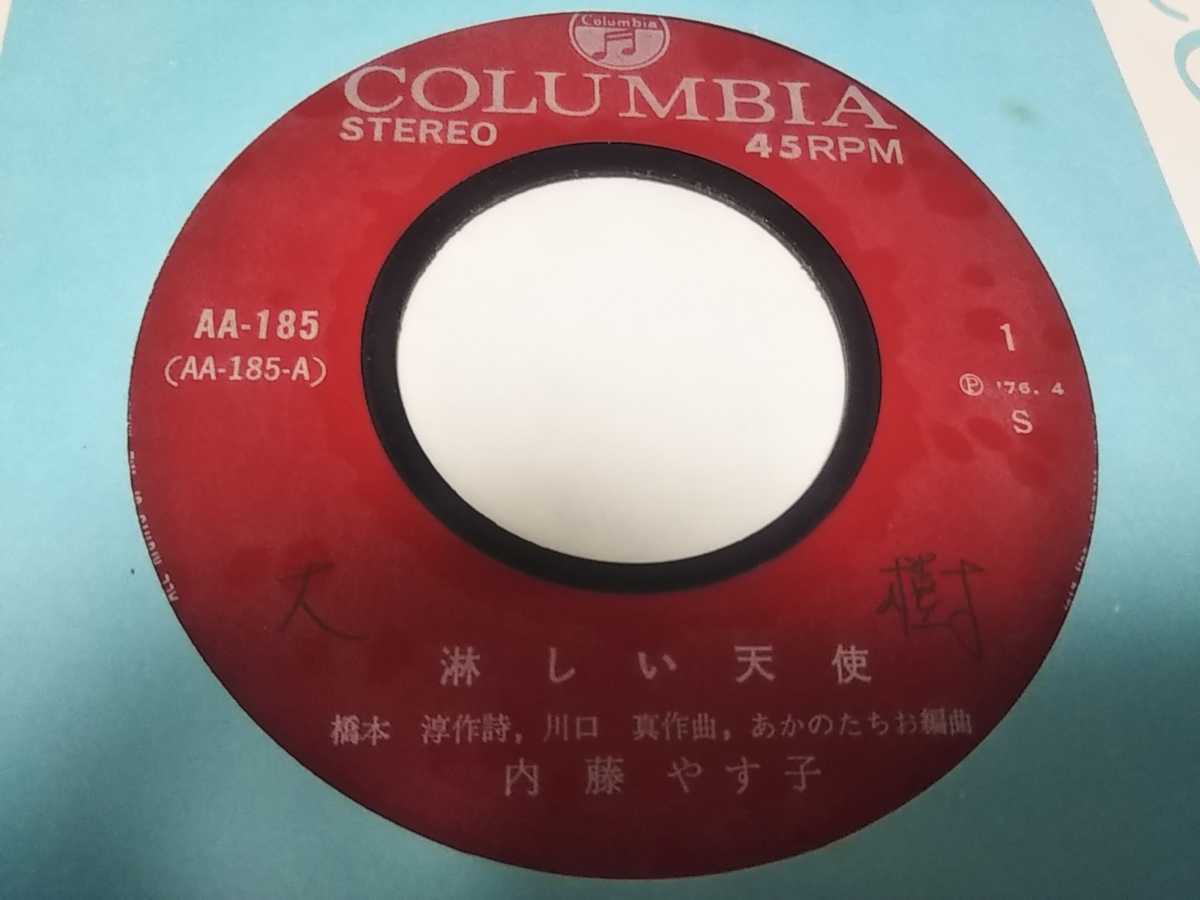 Columbia
COLUMBIA
STEREO 45RPM
AA-185
(AA-185-A)
1
Ⓟ '76. 4
S
大 樹
淋しい天使
橋本 淳作詩, 川口 真作曲, あかのたちお編曲
内藤やす子